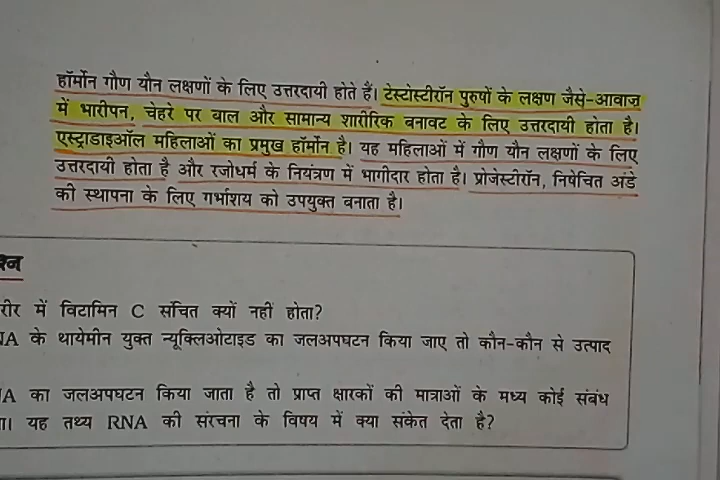 हॉर्मोन गौण यौन लक्षणों के लिए उत्तरदायी होते हैं। टेस्टोस्टीरॉन पुरुषों के लक्षण जैसे-आवाज़
में भारीपन, चेहरे पर बाल और सामान्य शारीरिक बनावट के लिए उत्तरदायी होता है।
एस्ट्राडाइऑल महिलाओं का प्रमुख हॉर्मोन है। यह महिलाओं में गौण यौन लक्षणों के लिए
उत्तरदायी होता है और रजोधर्म के नियंत्रण में भागीदार होता है। प्रोजेस्टीरॉन, निषेचित अंडे
की स्थापना के लिए गर्भाशय को उपयुक्त बनाता है।
श्न
रीर में विटामिन C संचित क्यों नहीं होता?
NA के थायेमीन युक्त न्यूक्लिओटाइड का जलअपघटन किया जाए तो कौन-कौन से उत्पाद
A का जलअपघटन किया जाता है तो प्राप्त क्षारकों की मात्राओं के मध्य कोई संबंध
ा। यह तथ्य RNA की संरचना के विषय में क्या संकेत देता है?